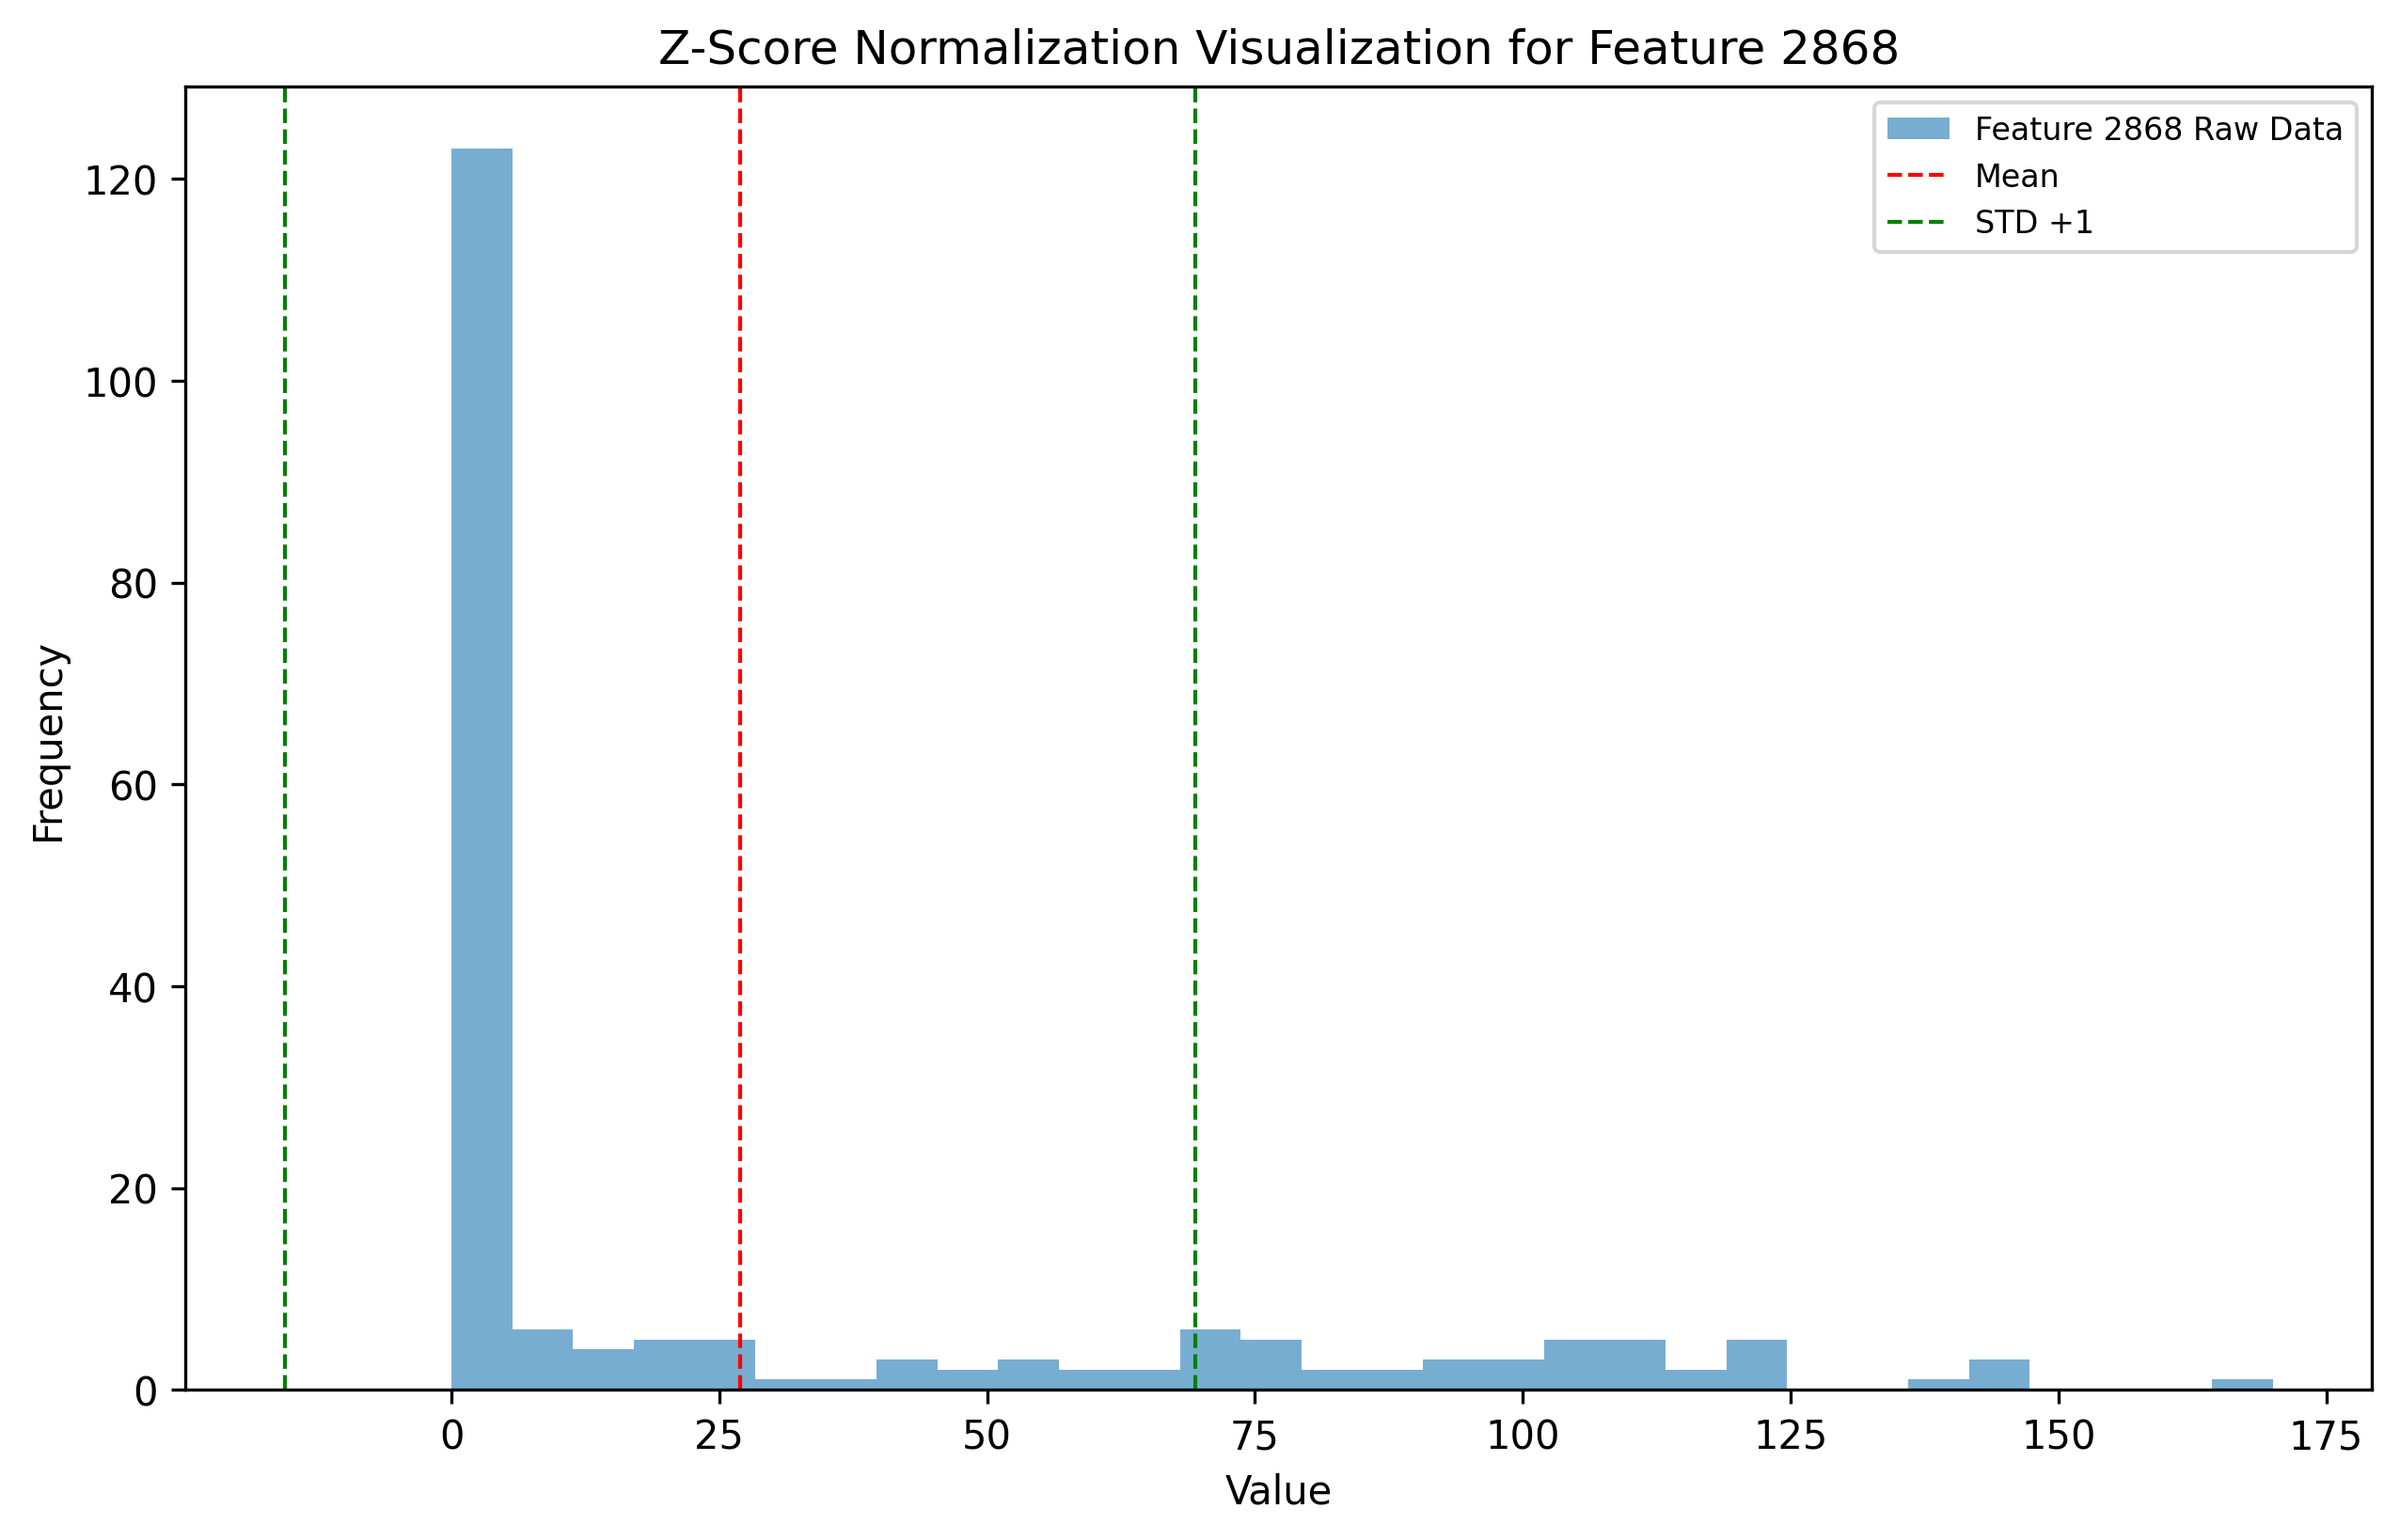 Z-Score Normalization Visualization for Feature 2868
Feature 2868 Raw Data
Mean
STD +1
120
100
80
60
40
20
0
Frequency
0 25 50 75 100 125 150 175
Value